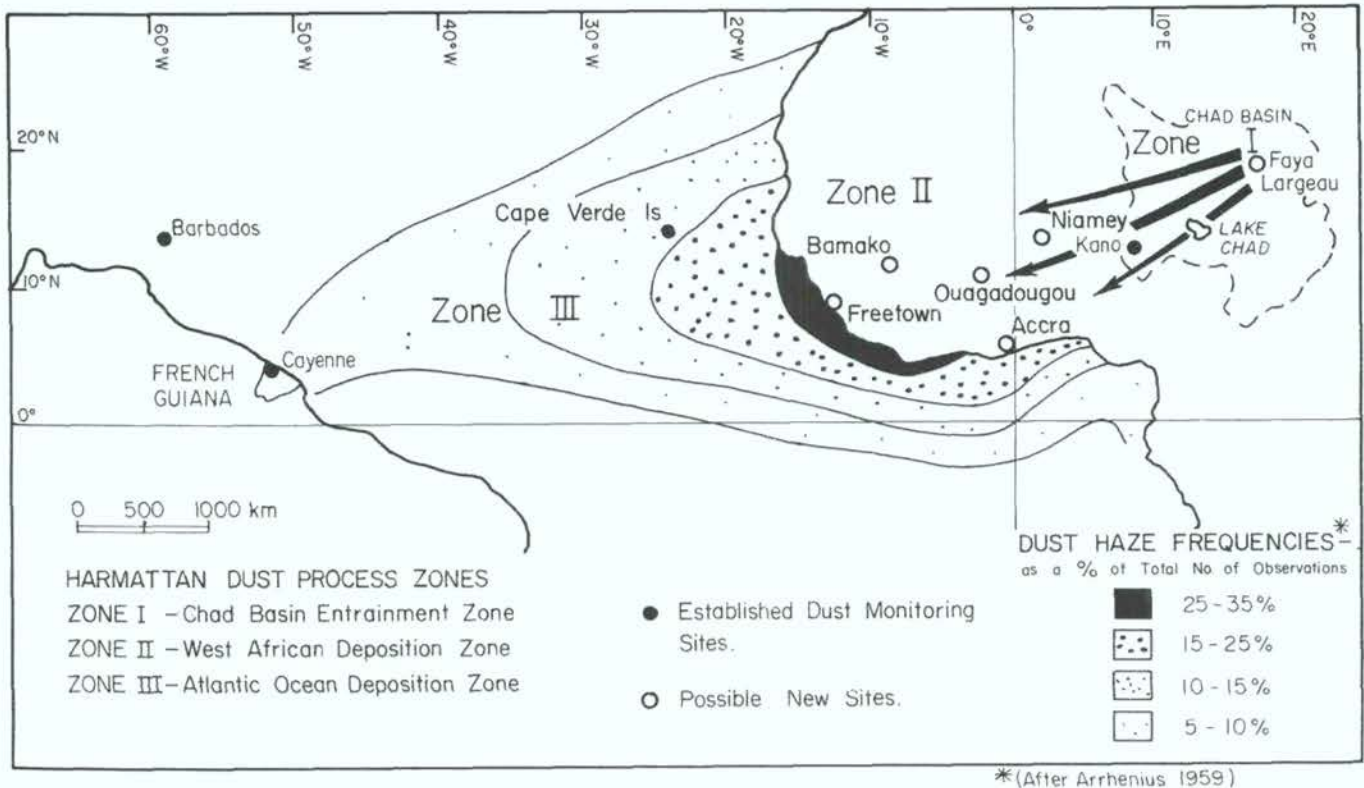 60°W
50°W
40°W
30°W
20°W
10°W
0°
10°E
20°E
20°N
10°N
0°
CHAD BASIN
Zone I
Faya
Largeau
Zone II
Cape Verde Is
Barbados
Niamey
Kano
LAKE
CHAD
Bamako
Ouagadougou
Zone III
Freetown
Accra
Cayenne
FRENCH
GUIANA
0 500 1000 km
HARMATTAN DUST PROCESS ZONES
ZONE I - Chad Basin Entrainment Zone
ZONE II - West African Deposition Zone
ZONE III - Atlantic Ocean Deposition Zone
Established Dust Monitoring
Sites.
Possible New Sites.
DUST HAZE FREQUENCIES*-
as a % of Total No. of Observations
25-35%
15-25%
10-15%
5-10%
*(After Arrhenius 1959)